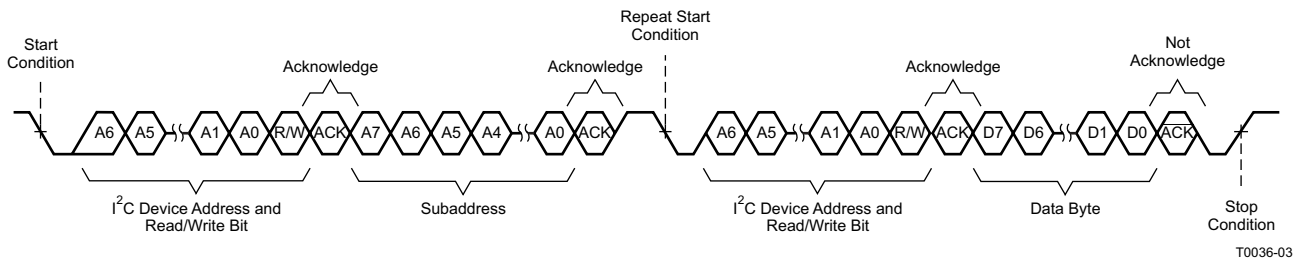 Start
Condition
Repeat Start
Condition
Acknowledge
Acknowledge
Acknowledge
Not
Acknowledge
A6 A5 A1 A0 R/W ACK A7 A6 A5 A4 A0 ACK A6 A5 A1 A0 R/W ACK D7 D6 D1 D0 A̅C̅K̅
I²C Device Address and
Read/Write Bit
Subaddress
I²C Device Address and
Read/Write Bit
Data Byte
Stop
Condition
T0036-03